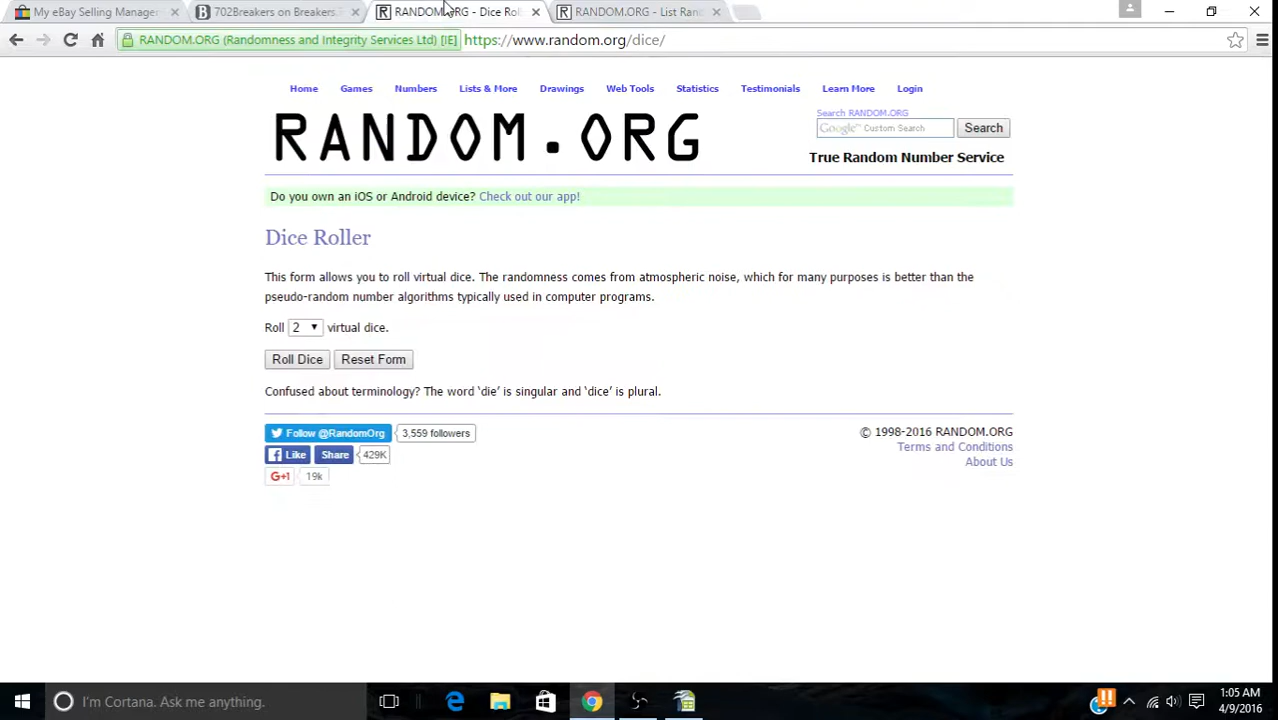 My eBay Selling Manager
702Breakers on Breakers.
RANDOM.ORG - Dice Rol
RANDOM.ORG - List Ran
RANDOM.ORG (Randomness and Integrity Services Ltd) [IE] https://www.random.org/dice/
Home Games Numbers Lists & More Drawings Web Tools Statistics Testimonials Learn More Login
Search RANDOM.ORG
Google™ Custom Search Search
RANDOM.ORG
True Random Number Service
Do you own an iOS or Android device? Check out our app!
Dice Roller
This form allows you to roll virtual dice. The randomness comes from atmospheric noise, which for many purposes is better than the
pseudo-random number algorithms typically used in computer programs.
Roll 2 virtual dice.
Roll Dice Reset Form
Confused about terminology? The word ‘die’ is singular and ‘dice’ is plural.
Follow @RandomOrg 3,559 followers
Like Share 429K
G+1 19k
© 1998-2016 RANDOM.ORG
Terms and Conditions
About Us
I'm Cortana. Ask me anything.
1:05 AM
4/9/2016